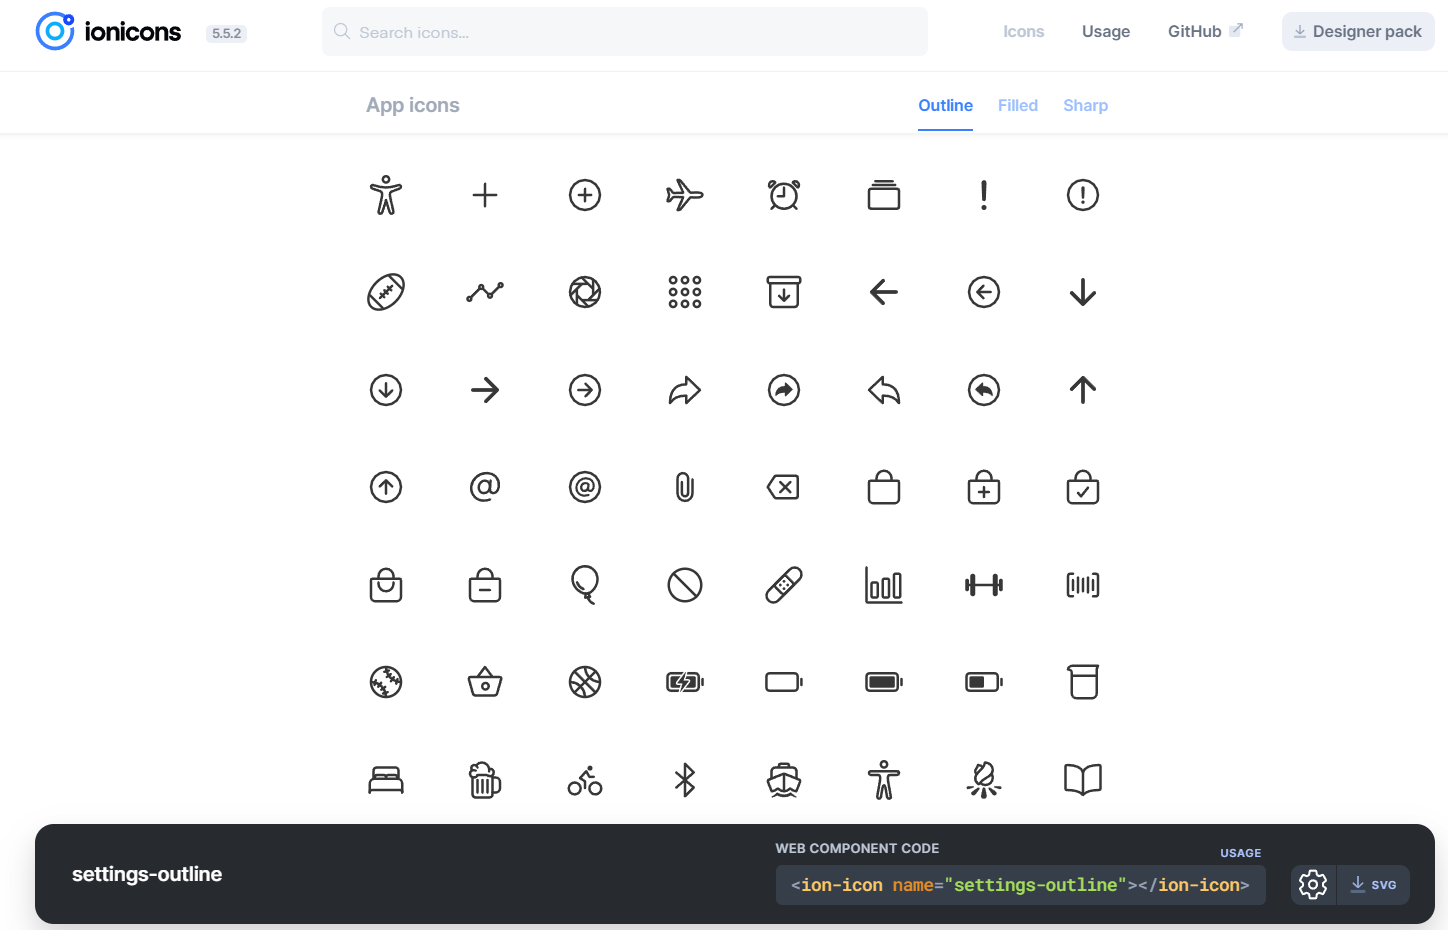 ionicons
5.5.2
Search icons...
Icons
Usage
GitHub
Designer pack
App icons
Outline
Filled
Sharp
settings-outline
WEB COMPONENT CODE
USAGE
<ion-icon name="settings-outline"></ion-icon>
SVG